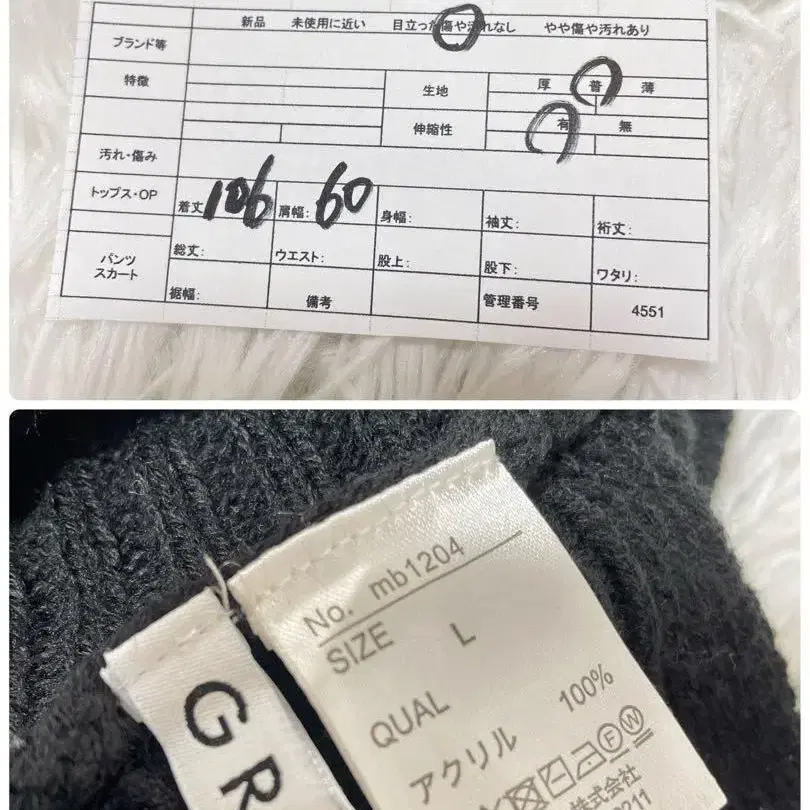 新品 未使用に近い 目立った傷や汚れなし やや傷や汚れあり
ブランド等
特徴 生地 厚 普 薄
伸縮性 有 無
汚れ・傷み
トップス・OP 着丈 106 肩幅: 60 身幅: 袖丈: 裄丈:
パンツ
スカート
総丈: ウエスト: 股上: 股下: ワタリ:
裾幅: 備考 管理番号 4551
No. mb1204
SIZE L
QUAL
アクリル 100%
株式会社
211
GR